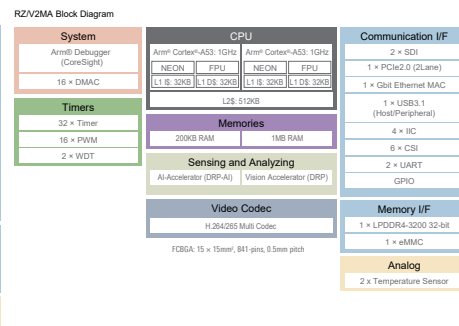 RZ/V2MA Block Diagram
System
Arm® Debugger
(CoreSight)
16 × DMAC
Timers
32 × Timer
16 × PWM
2 × WDT
CPU
Arm® Cortex®-A53: 1GHz
Arm® Cortex®-A53: 1GHz
NEON
FPU
NEON
FPU
L1 I$: 32KB
L1 D$: 32KB
L1 I$: 32KB
L1 D$: 32KB
L2$: 512KB
Memories
200KB RAM
1MB RAM
Sensing and Analyzing
AI-Accelerator (DRP-AI)
Vision Accelerator (DRP)
Video Codec
H.264/265 Multi Codec
FCBGA: 15 × 15mm², 841-pins, 0.5mm pitch
Communication I/F
2 × SDI
1 × PCIe2.0 (2Lane)
1 × Gbit Ethernet MAC
1 × USB3.1
(Host/Peripheral)
4 × IIC
6 × CSI
2 × UART
GPIO
Memory I/F
1 × LPDDR4-3200 32-bit
1 × eMMC
Analog
2 x Temperature Sensor